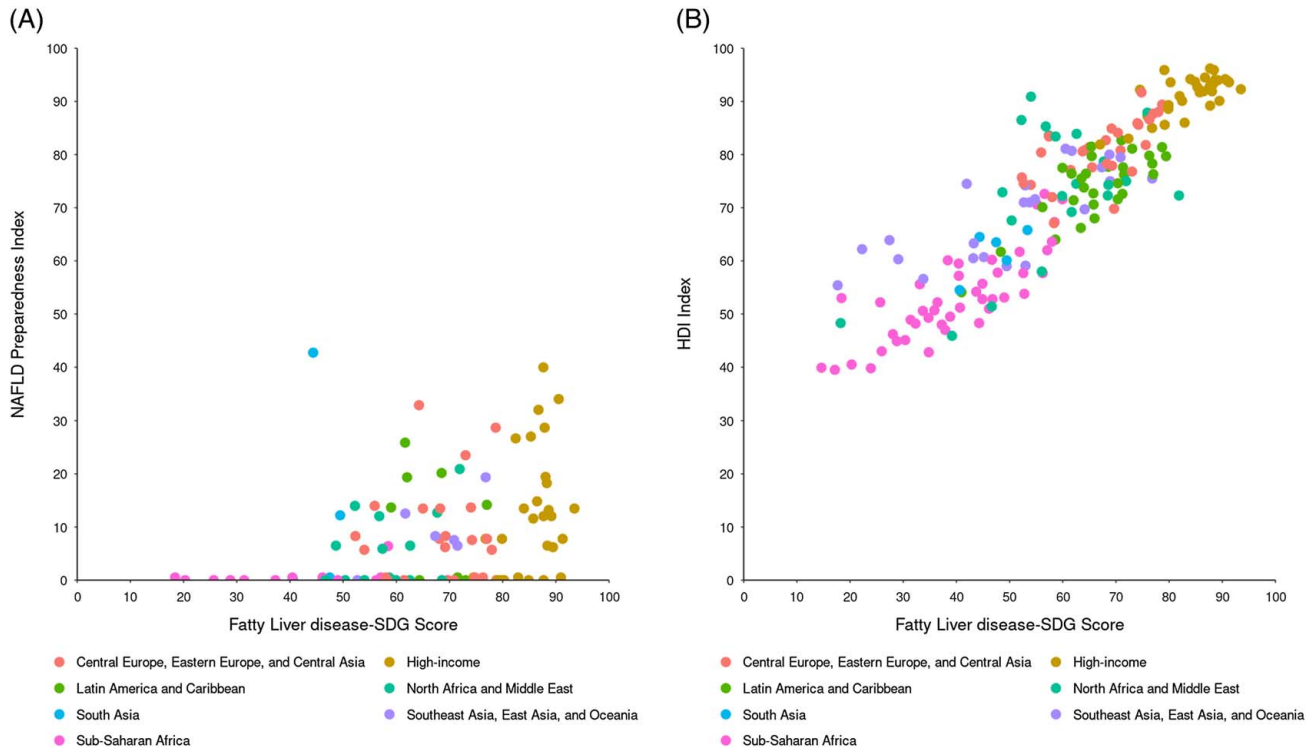 (A)
(B)
NAFLD Preparedness Index
100
90
80
70
60
50
40
30
20
10
0
0 10 20 30 40 50 60 70 80 90 100
Fatty Liver disease-SDG Score
Central Europe, Eastern Europe, and Central Asia
High-income
Latin America and Caribbean
North Africa and Middle East
South Asia
Southeast Asia, East Asia, and Oceania
Sub-Saharan Africa
HDI Index
100
90
80
70
60
50
40
30
20
10
0
0 10 20 30 40 50 60 70 80 90 100
Fatty Liver disease-SDG Score
Central Europe, Eastern Europe, and Central Asia
High-income
Latin America and Caribbean
North Africa and Middle East
South Asia
Southeast Asia, East Asia, and Oceania
Sub-Saharan Africa